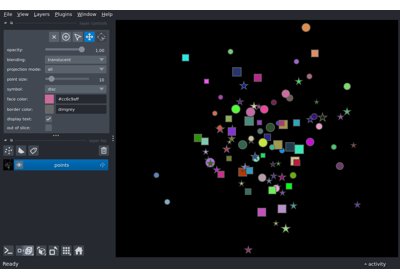 File View Layers Plugins Window Help
opacity: 1.00
blending: translucent
projection mode: all
point size: 10
symbol: disc
face color: #cc6c9aff
border color: dimgrey
display text:
out of slice:
points
Ready
activity